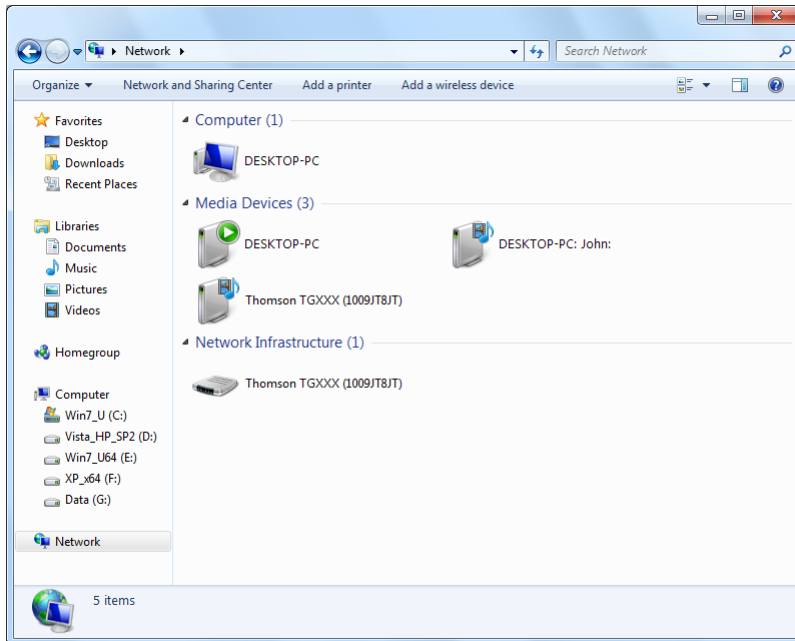 Network
Search Network
Organize
Network and Sharing Center
Add a printer
Add a wireless device
Favorites
Desktop
Downloads
Recent Places
Libraries
Documents
Music
Pictures
Videos
Homegroup
Computer
Win7_U (C:)
Vista_HP_SP2 (D:)
Win7_U64 (E:)
XP_x64 (F:)
Data (G:)
Network
Computer (1)
DESKTOP-PC
Media Devices (3)
DESKTOP-PC
DESKTOP-PC: John:
Thomson TGXXX (1009JT8JT)
Network Infrastructure (1)
Thomson TGXXX (1009JT8JT)
5 items